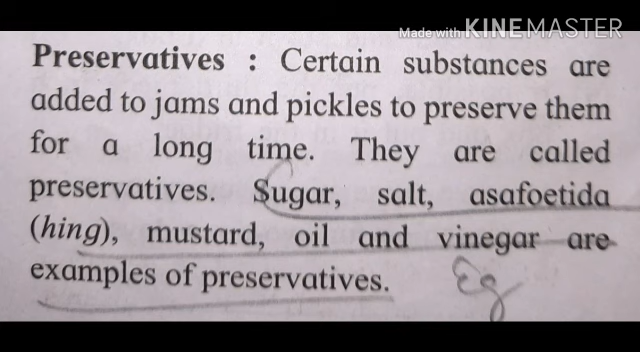 Made with KINEMASTER
Preservatives : Certain substances are
added to jams and pickles to preserve them
for a long time. They are called
preservatives. Sugar, salt, asafoetida
(hing), mustard, oil and vinegar are
examples of preservatives.
Eg